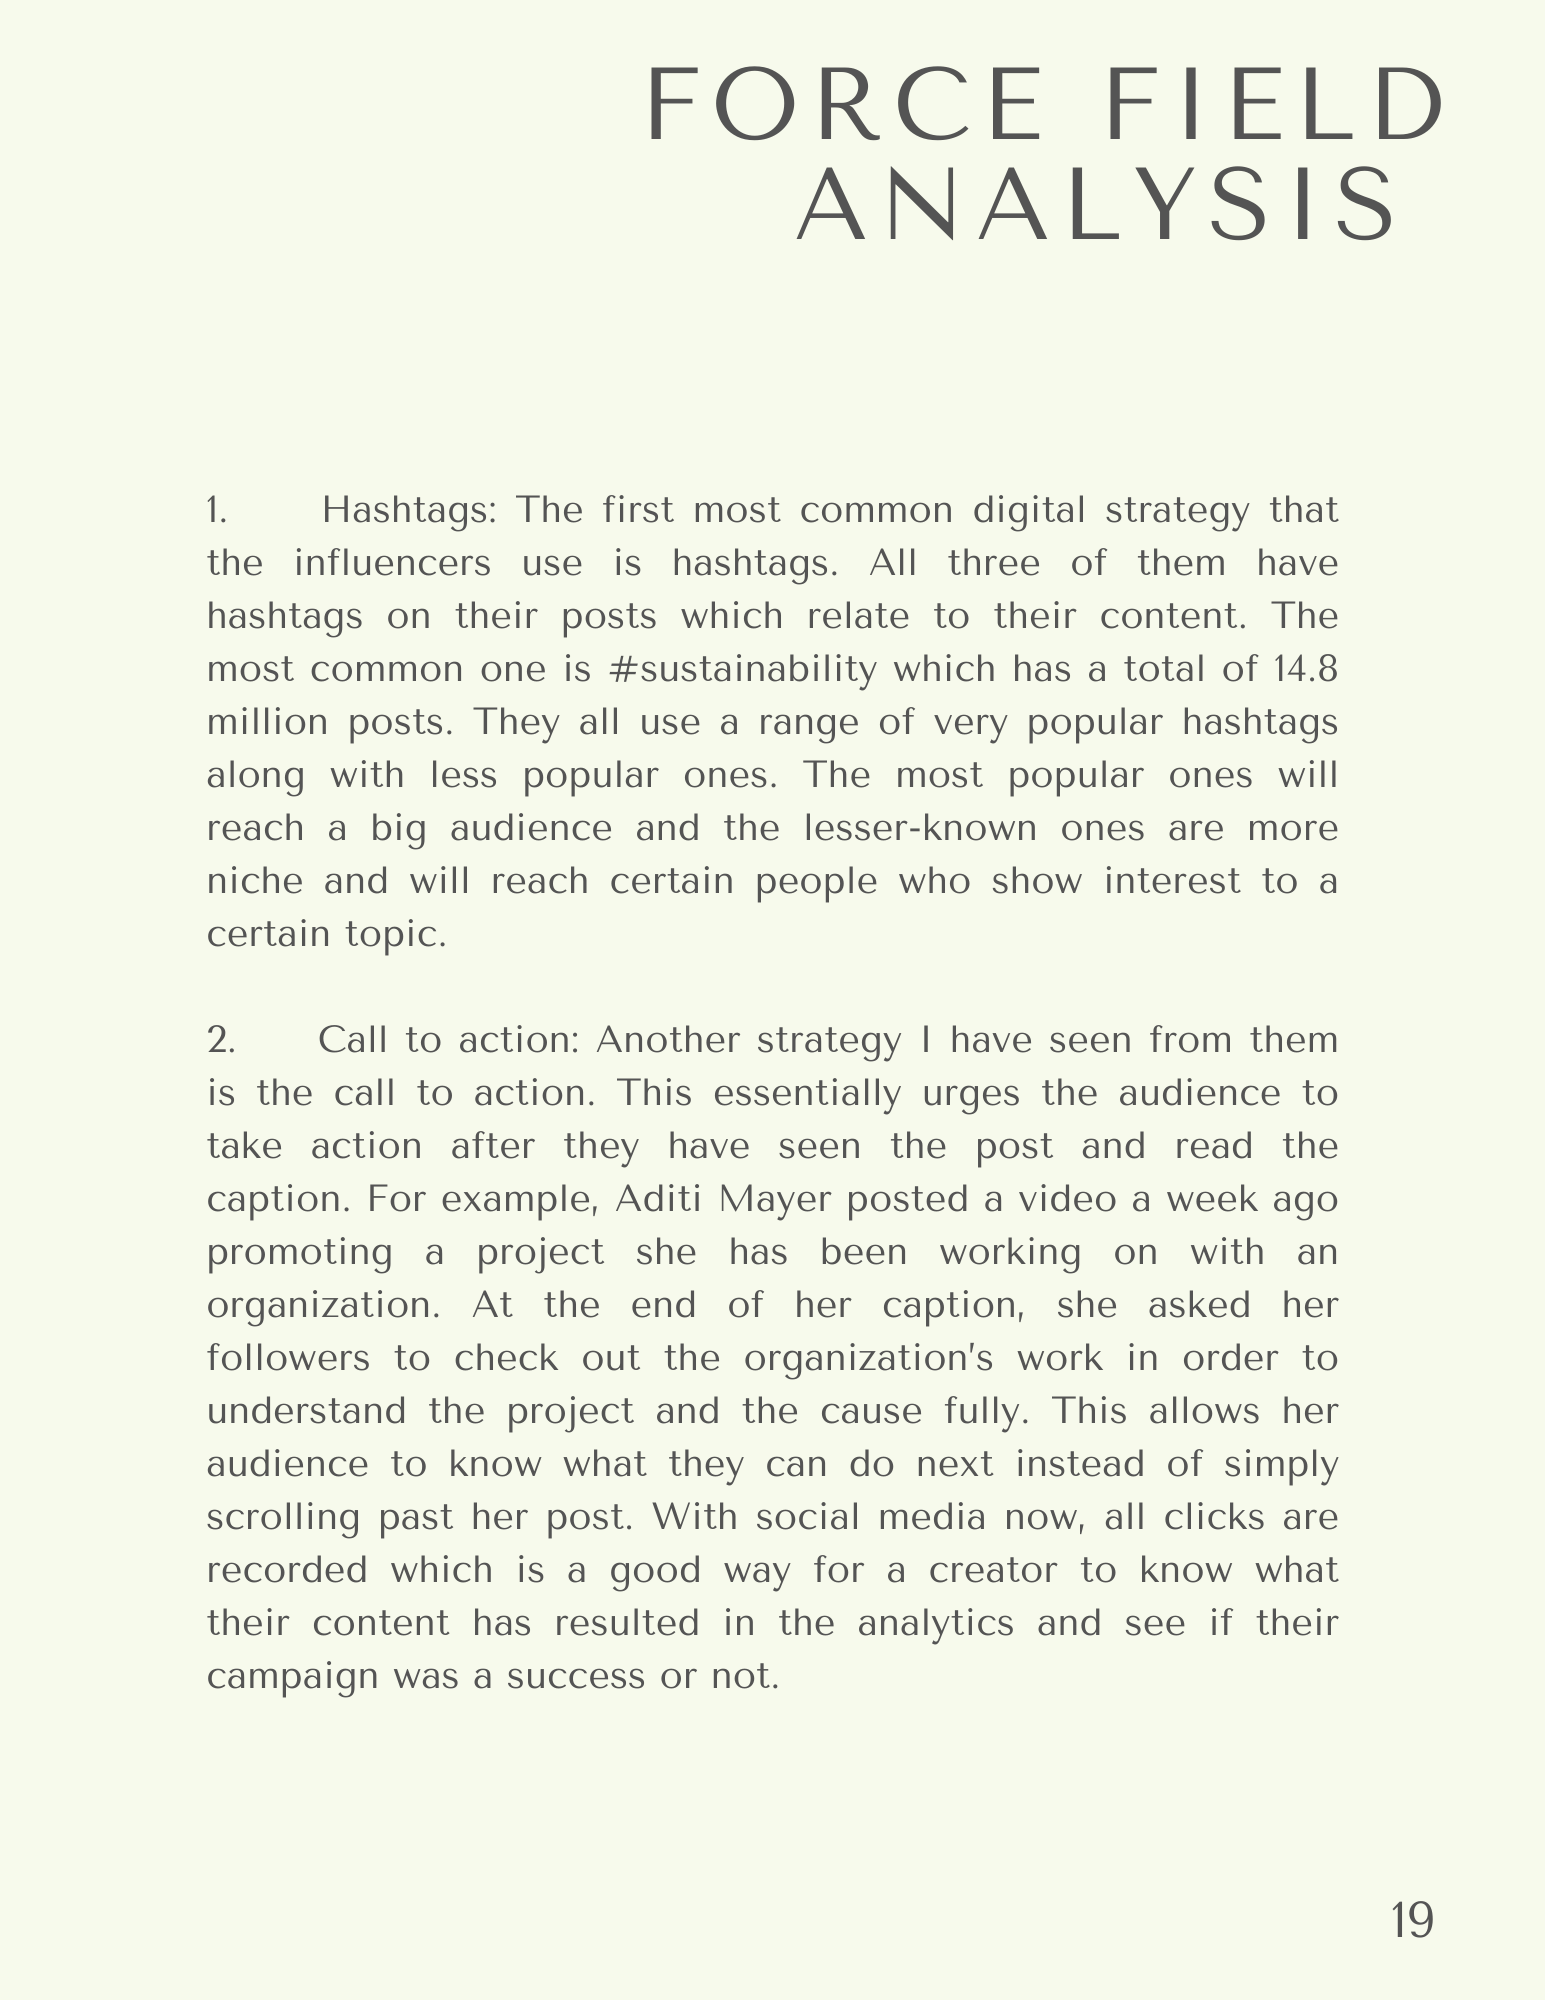 FORCE FIELD
ANALYSIS
1. Hashtags: The first most common digital strategy that
the influencers use is hashtags. All three of them have
hashtags on their posts which relate to their content. The
most common one is #sustainability which has a total of 14.8
million posts. They all use a range of very popular hashtags
along with less popular ones. The most popular ones will
reach a big audience and the lesser-known ones are more
niche and will reach certain people who show interest to a
certain topic.
2. Call to action: Another strategy I have seen from them
is the call to action. This essentially urges the audience to
take action after they have seen the post and read the
caption. For example, Aditi Mayer posted a video a week ago
promoting a project she has been working on with an
organization. At the end of her caption, she asked her
followers to check out the organization's work in order to
understand the project and the cause fully. This allows her
audience to know what they can do next instead of simply
scrolling past her post. With social media now, all clicks are
recorded which is a good way for a creator to know what
their content has resulted in the analytics and see if their
campaign was a success or not.
19